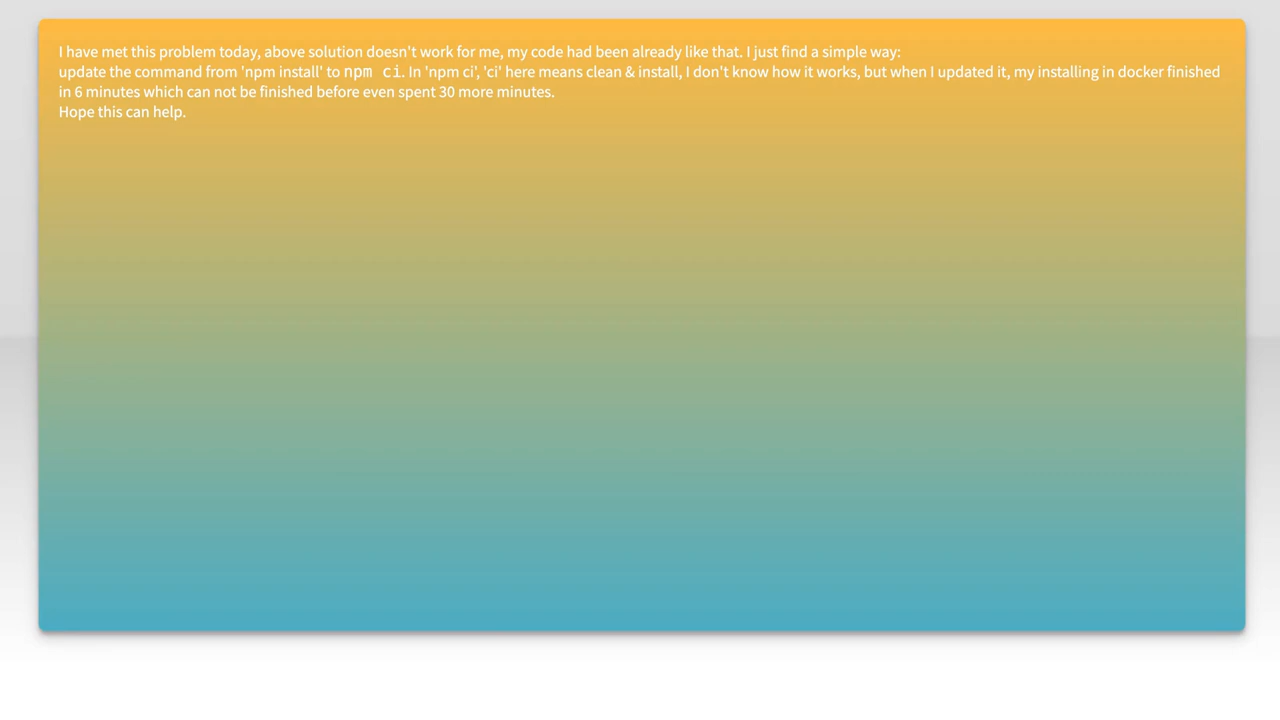 I have met this problem today, above solution doesn't work for me, my code had been already like that. I just find a simple way:
update the command from 'npm install' to npm ci. In 'npm ci', 'ci' here means clean & install, I don't know how it works, but when I updated it, my installing in docker finished
in 6 minutes which can not be finished before even spent 30 more minutes.
Hope this can help.